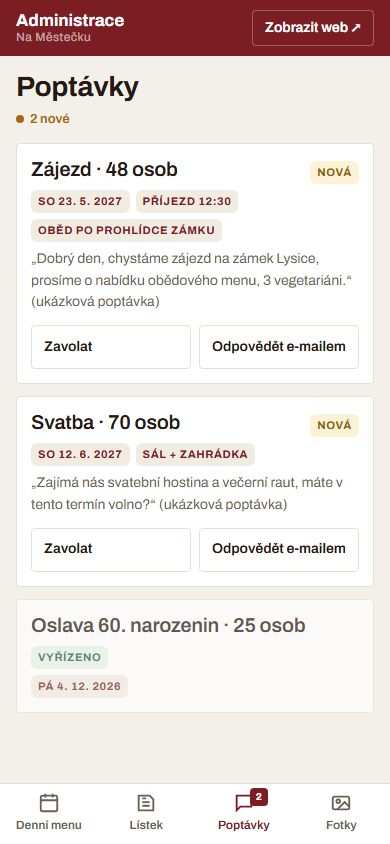 Administrace
Na Městečku
Zobrazit web ↗
Poptávky
2 nové
Zájezd · 48 osob
NOVÁ
SO 23. 5. 2027
PŘÍJEZD 12:30
OBĚD PO PROHLÍDCE ZÁMKU
„Dobrý den, chystáme zájezd na zámek Lysice,
prosíme o nabídku obědového menu, 3 vegetariáni.“
(ukázková poptávka)
Zavolat
Odpovědět e-mailem
Svatba · 70 osob
NOVÁ
SO 12. 6. 2027
SÁL + ZAHRÁDKA
„Zajímá nás svatební hostina a večerní raut, máte v
tento termín volno?“ (ukázková poptávka)
Zavolat
Odpovědět e-mailem
Oslava 60. narozenin · 25 osob
VYŘÍZENO
PÁ 4. 12. 2026
2
Denní menu
Lístek
Poptávky
Fotky